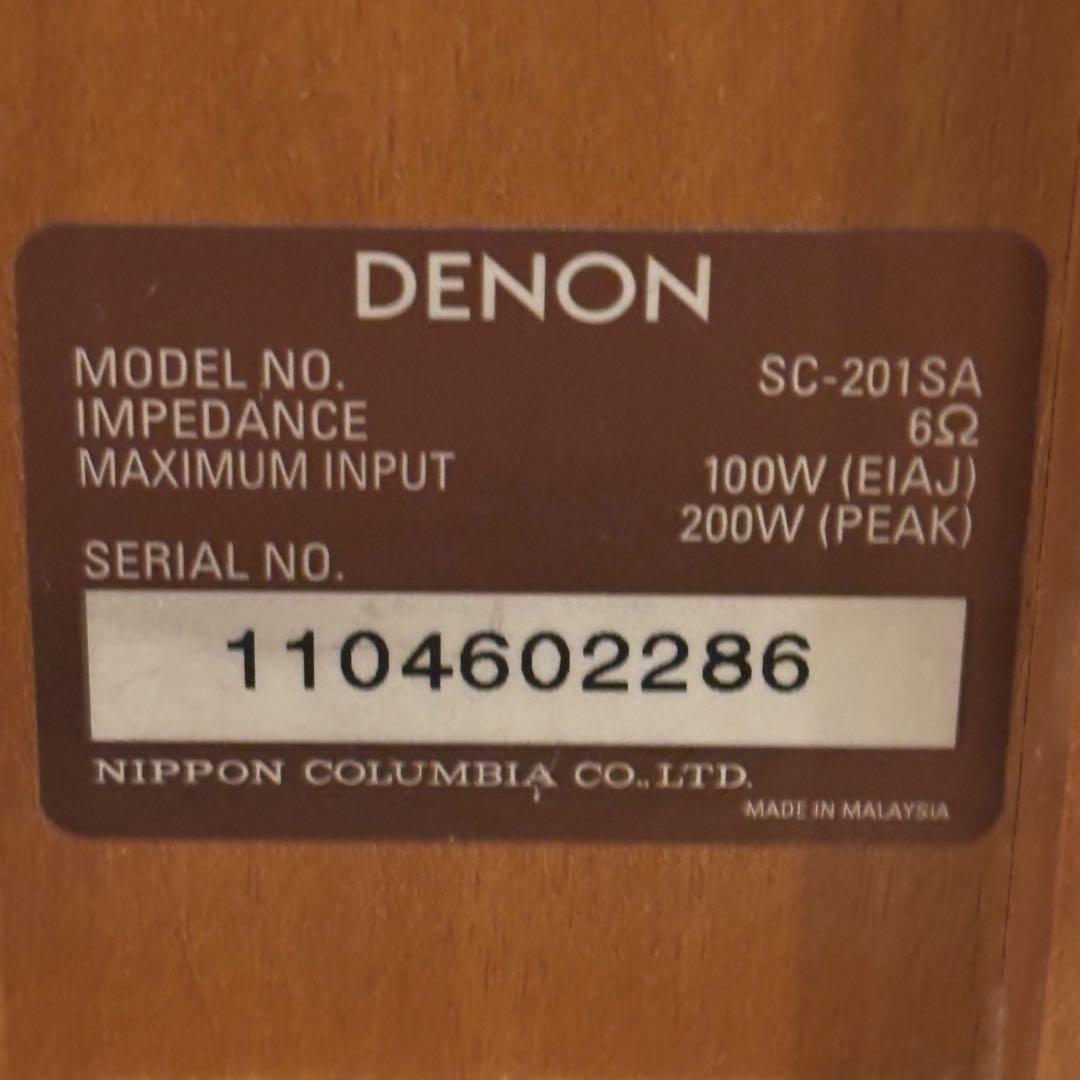 DENON
MODEL NO. SC-201SA
IMPEDANCE 6Ω
MAXIMUM INPUT 100W (EIAJ)
200W (PEAK)
SERIAL NO.
1104602286
NIPPON COLUMBIA CO.,LTD.
MADE IN MALAYSIA